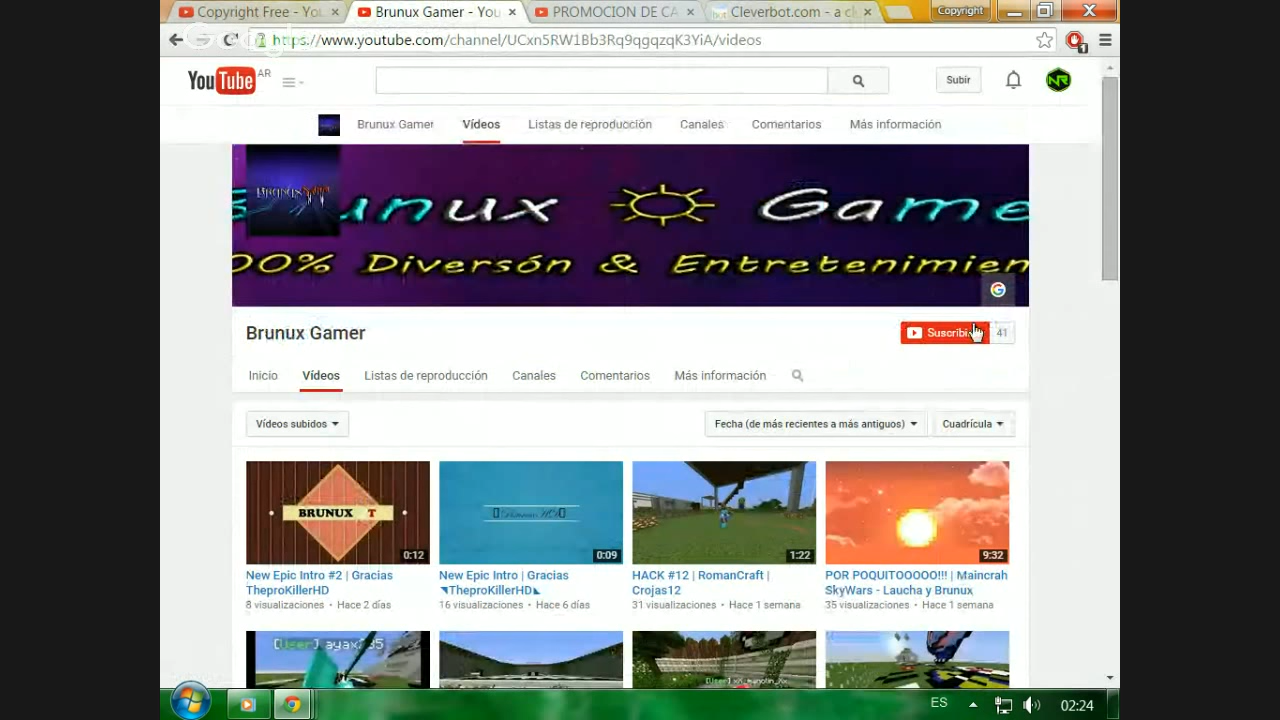 Copyright Free - You
Brunux Gamer - You
PROMOCION DE CA
Cleverbot.com - a cl
Copyright
https://www.youtube.com/channel/UCxn5RW1Bb3Rq9qgqzqK3YiA/videos
1
YouTube AR
Subir
NR
Brunux Gamer
Vídeos
Listas de reproducción
Canales
Comentarios
Más información
Brunux Game
00% Diversón & Entretenimien
Brunux Gamer
41
Inicio
Vídeos
Listas de reproducción
Canales
Comentarios
Más información
Vídeos subidos
Fecha (de más recientes a más antiguos)
Cuadrícula
BRUNUX T
0:12
0:09
1:22
9:32
New Epic Intro #2 | Gracias
TheproKillerHD
8 visualizaciones • Hace 2 días
New Epic Intro | Gracias
◥TheproKillerHD◣
16 visualizaciones • Hace 6 días
HACK #12 | RomanCraft |
Crojas12
31 visualizaciones • Hace 1 semana
POR POQUITOOOOO!!! | Maincrah
SkyWars - Laucha y Brunux
35 visualizaciones • Hace 1 semana
ES
02:24